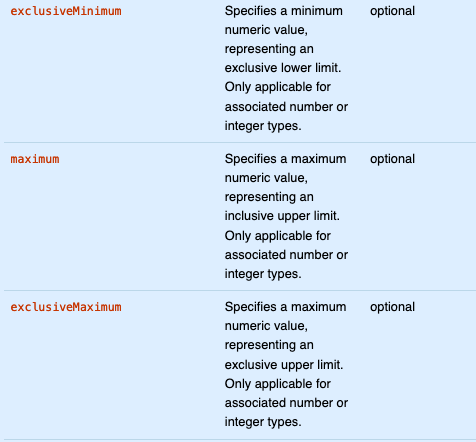 exclusiveMinimum Specifies a minimum optional
numeric value,
representing an
exclusive lower limit.
Only applicable for
associated number or
integer types.
maximum Specifies a maximum optional
numeric value,
representing an
inclusive upper limit.
Only applicable for
associated number or
integer types.
exclusiveMaximum Specifies a maximum optional
numeric value,
representing an
exclusive upper limit.
Only applicable for
associated number or
integer types.